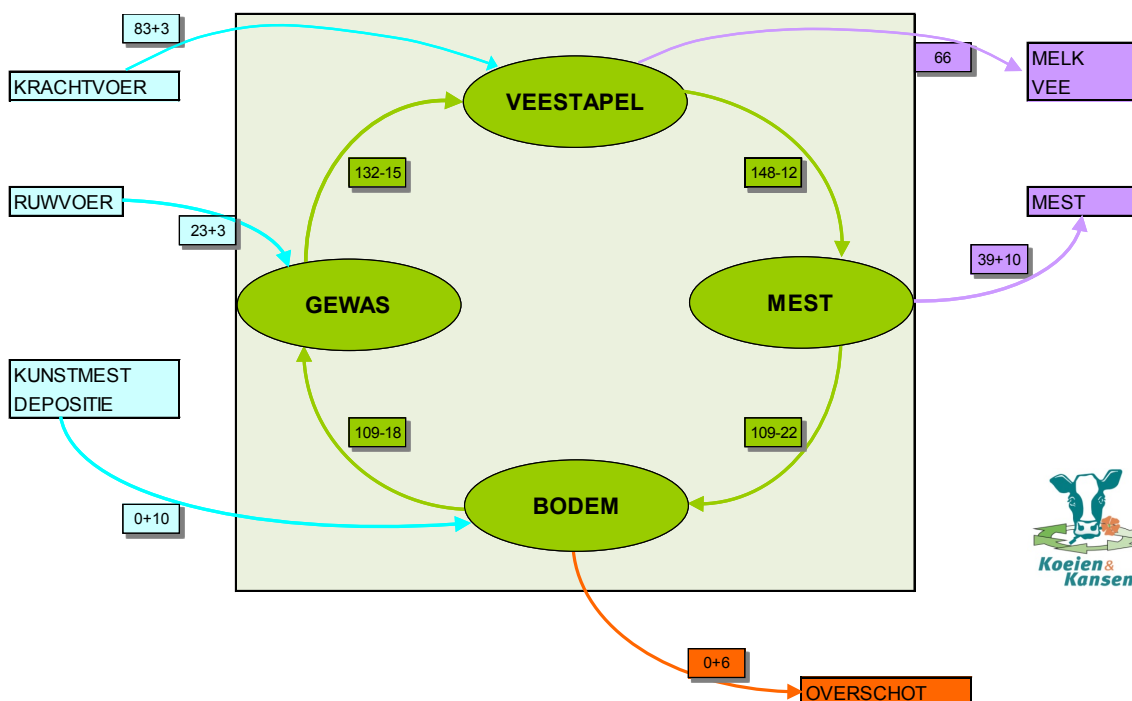 83+3
KRACHTVOER
VEESTAPEL
66
MELK
VEE
132-15
148-12
RUWVOER
23+3
MEST
39+10
GEWAS
MEST
KUNSTMEST
DEPOSITIE
109-18
109-22
0+10
BODEM
Koeien &
Kansen
0+6
OVERSCHOT